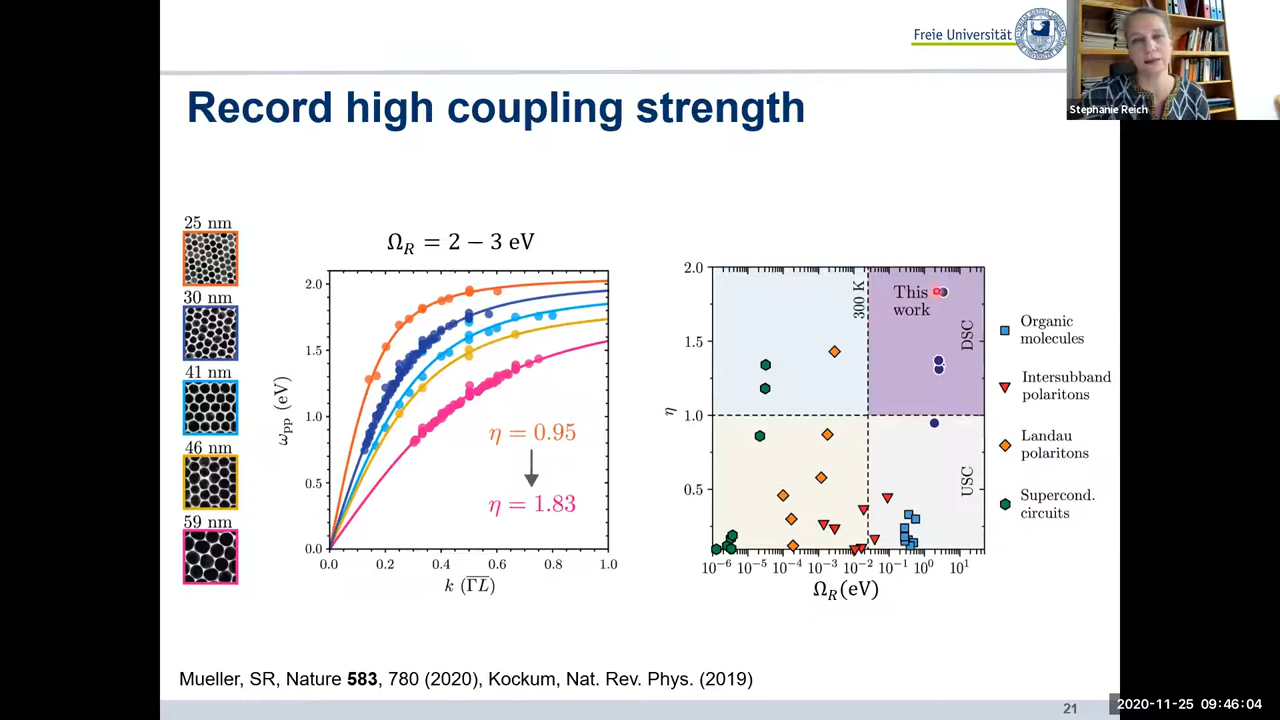 Freie Universität
Stephanie Reich
Record high coupling strength
25 nm
30 nm
41 nm
46 nm
59 nm
Ω_R = 2 − 3 eV
2.0
1.5
1.0
0.5
0.0
ω_pp (eV)
η = 0.95
η = 1.83
0.0 0.2 0.4 0.6 0.8 1.0
k (ΓL)
2.0
1.5
1.0
0.5
η
300 K
This
work
DSC
USC
10⁻⁶ 10⁻⁵ 10⁻⁴ 10⁻³ 10⁻² 10⁻¹ 10⁰ 10¹
Ω_R(eV)
Organic
molecules
Intersubband
polaritons
Landau
polaritons
Supercond.
circuits
Mueller, SR, Nature 583, 780 (2020), Kockum, Nat. Rev. Phys. (2019)
21
2020-11-25 09:46:04